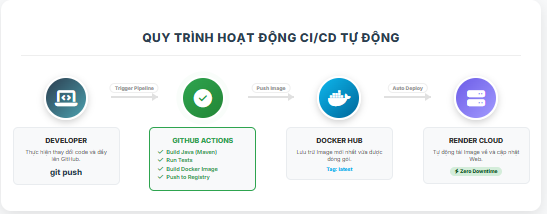 QUY TRÌNH HOẠT ĐỘNG CI/CD TỰ ĐỘNG
Trigger Pipeline
Push Image
Auto Deploy
DEVELOPER
Thực hiện thay đổi code và đẩy
lên GitHub.
git push
GITHUB ACTIONS
Build Java (Maven)
Run Tests
Build Docker Image
Push to Registry
DOCKER HUB
Lưu trữ Image mới nhất vừa được
đóng gói.
Tag: latest
RENDER CLOUD
Tự động tải Image về và cập nhật
Web.
Zero Downtime